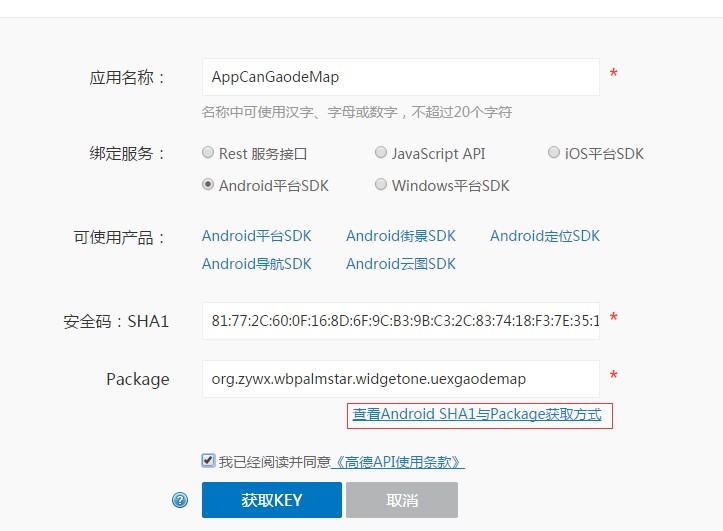 应用名称： AppCanGaodeMap *
名称中可使用汉字、字母或数字，不超过20个字符
绑定服务： Rest 服务接口 JavaScript API iOS平台SDK
Android平台SDK Windows平台SDK
可使用产品： Android平台SDK Android街景SDK Android定位SDK
Android导航SDK Android云图SDK
安全码：SHA1 81:77:2C:60:0F:16:8D:6F:9C:B3:9B:C3:2C:83:74:18:F3:7E:35:1 *
Package org.zywx.wbpalmstar.widgetone.uexgaodemap *
查看Android SHA1与Package获取方式
我已经阅读并同意《高德API使用条款》
? 获取KEY 取消